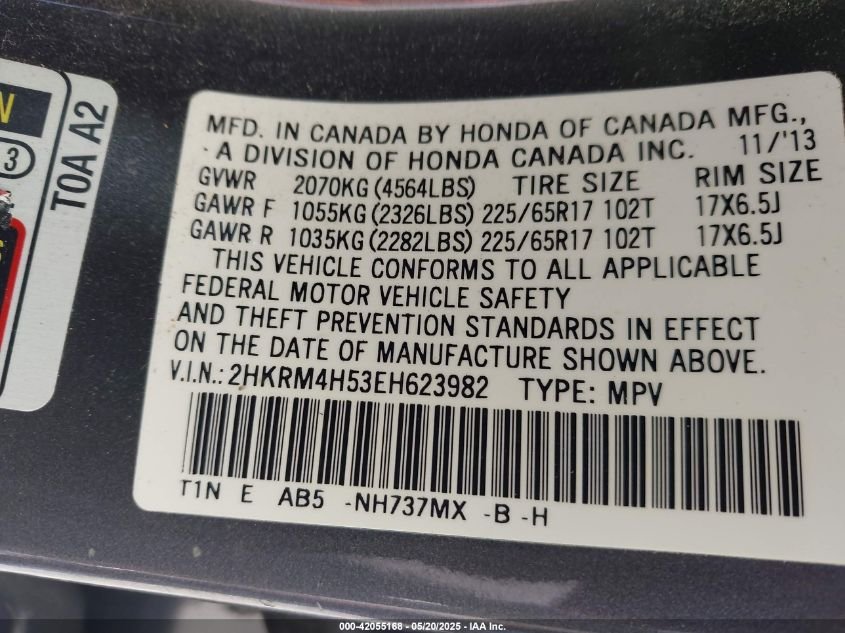 N
3
TOA A2
MFD. IN CANADA BY HONDA OF CANADA MFG.,
A DIVISION OF HONDA CANADA INC. 11/'13
GVWR 2070KG (4564LBS) TIRE SIZE RIM SIZE
GAWR F 1055KG (2326LBS) 225/65R17 102T 17X6.5J
GAWR R 1035KG (2282LBS) 225/65R17 102T 17X6.5J
THIS VEHICLE CONFORMS TO ALL APPLICABLE
FEDERAL MOTOR VEHICLE SAFETY
AND THEFT PREVENTION STANDARDS IN EFFECT
ON THE DATE OF MANUFACTURE SHOWN ABOVE.
V.I.N.: 2HKRM4H53EH623982 TYPE: MPV
T1N E AB5 -NH737MX -B -H
000-42055168 - 05/20/2025 - IAA Inc.